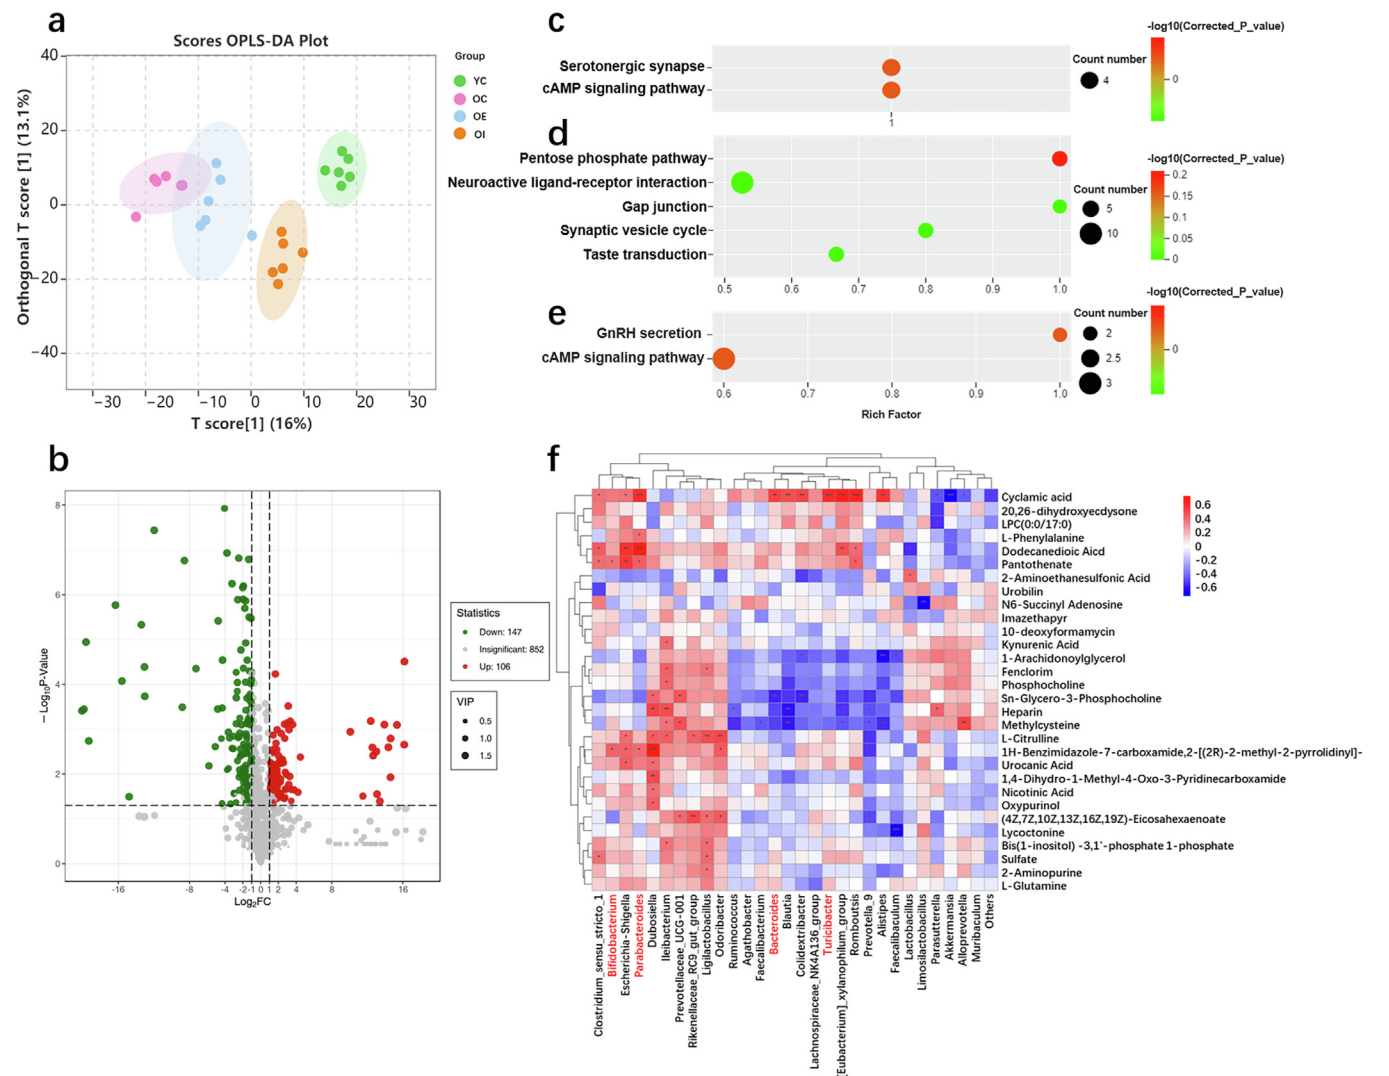 a
Scores OPLS-DA Plot
Orthogonal T score [1] (13.1%)
40
20
0
−20
−40
−30 −20 −10 0 10 20 30
T score[1] (16%)
Group
YC
OC
OE
OI
c
Serotonergic synapse
cAMP signaling pathway
1
Count number
4
-log10(Corrected_P_value)
0
d
Pentose phosphate pathway
Neuroactive ligand-receptor interaction
Gap junction
Synaptic vesicle cycle
Taste transduction
0.5 0.6 0.7 0.8 0.9 1.0
Count number
5
10
-log10(Corrected_P_value)
0.2
0.15
0.1
0.05
0
e
GnRH secretion
cAMP signaling pathway
0.6 0.7 0.8 0.9 1.0
Rich Factor
Count number
2
2.5
3
-log10(Corrected_P_value)
0
b
− Log10P-Value
8
6
4
2
0
-16 -8 -4 -2 -1 0 1 2 4 8 16
Log2FC
Statistics
Down: 147
Insignificant: 852
Up: 106
VIP
0.5
1.0
1.5
f
Cyclamic acid
20,26-dihydroxyecdysone
LPC(0:0/17:0)
L-Phenylalanine
Dodecanedioic Acid
Pantothenate
2-Aminoethanesulfonic Acid
Urobilin
N6-Succinyl Adenosine
Imazethapyr
10-deoxyformamycin
Kynurenic Acid
1-Arachidonoylglycerol
Fenclorim
Phosphocholine
Sn-Glycero-3-Phosphocholine
Heparin
Methylcysteine
L-Citrulline
1H-Benzimidazole-7-carboxamide,2-[(2R)-2-methyl-2-pyrrolidinyl]-
Urocanic Acid
1,4-Dihydro-1-Methyl-4-Oxo-3-Pyridinecarboxamide
Nicotinic Acid
Oxypurinol
(4Z,7Z,10Z,13Z,16Z,19Z)-Eicosahexaenoate
Lycoctonine
Bis(1-inositol) -3,1'-phosphate 1-phosphate
Sulfate
2-Aminopurine
L-Glutamine
0.6
0.4
0.2
0
-0.2
-0.4
-0.6
Clostridium_sensu_stricto_1
Bifidobacterium
Escherichia-Shigella
Parabacteroides
Dubosiella
Ileibacterium
Prevotellaceae_UCG-001
Rikenellaceae_RC9_gut_group
Ligilactobacillus
Odoribacter
Ruminococcus
Agathobacter
Faecalibacterium
Bacteroides
Blautia
Colidextribacter
Lachnospiraceae_NK4A136_group
Turicibacter
[Eubacterium]_xylanophilum_group
Romboutsia
Prevotella_9
Alistipes
Faecalibaculum
Lactobacillus
Limosilactobacillus
Parasutterella
Akkermansia
Alloprevotella
Muribaculum
Others